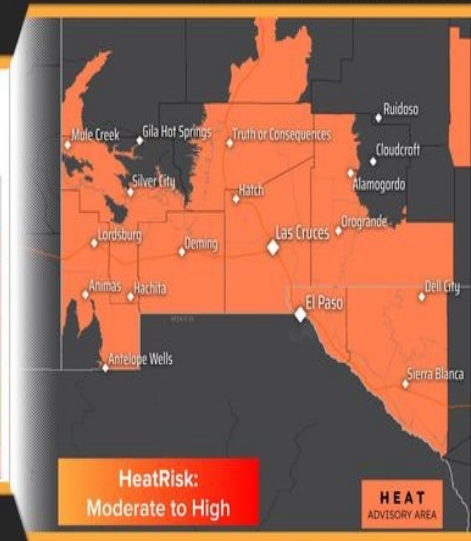 Ruidoso
Mule Creek
Gila Hot Springs
Truth or Consequences
Cloudcroft
Silver City
Alamogordo
Hatch
Orogrande
Lordsburg
Deming
Las Cruces
Animas
Hachita
Dell City
El Paso
MEXICO
Antelope Wells
Sierra Blanca
HeatRisk:
Moderate to High
HEAT
ADVISORY AREA